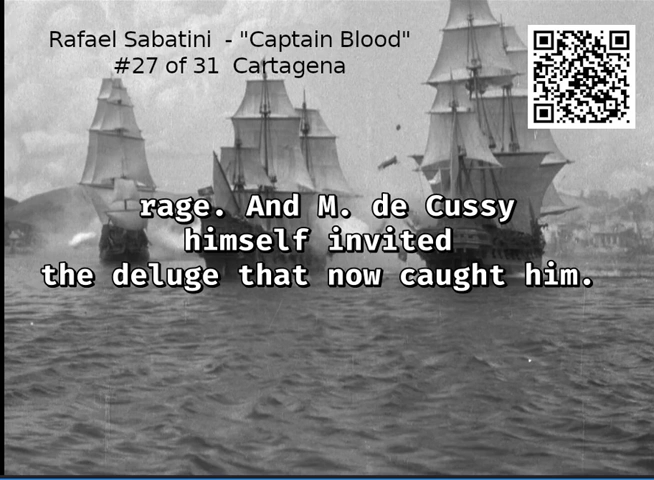 Rafael Sabatini - "Captain Blood"
#27 of 31 Cartagena
rage. And M. de Cussy
himself invited
the deluge that now caught him.